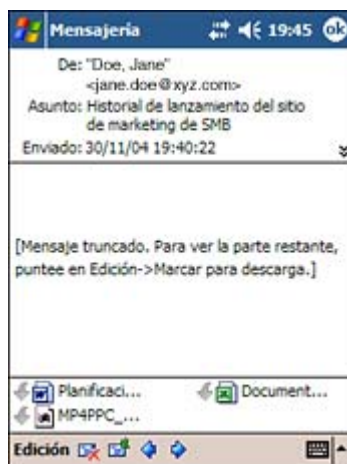 Mensajería 19:45 ok
De: "Doe, Jane"
<jane.doe@xyz.com>
Asunto: Historial de
lanzamiento del sitio
de marketing de SMB
Enviado: 30/11/04 19:40:22
[Mensaje truncado. Para ver la parte restante,
puntee en Edición->Marcar para descarga.]
Planificaci... Document...
MP4PPC_...
Edición